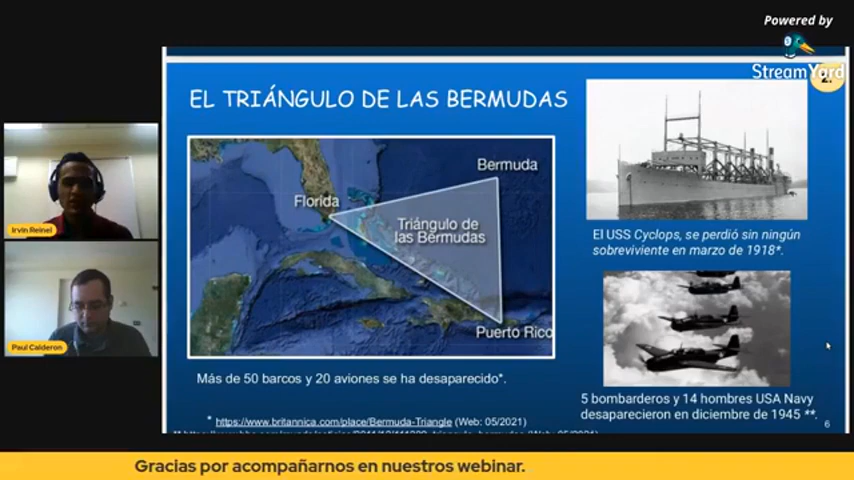 Powered by
StreamYard
EL TRIÁNGULO DE LAS BERMUDAS
2.
Bermuda
Florida
Triángulo de
las Bermudas
Puerto Rico
El USS Cyclops, se perdió sin ningún
sobreviviente en marzo de 1918*.
Irvin Reinel
Paul Calderon
Más de 50 barcos y 20 aviones se ha desaparecido*.
5 bombarderos y 14 hombres USA Navy
desaparecieron en diciembre de 1945 **.
* https://www.britannica.com/place/Bermuda-Triangle (Web: 05/2021)
6
Gracias por acompañarnos en nuestros webinar.